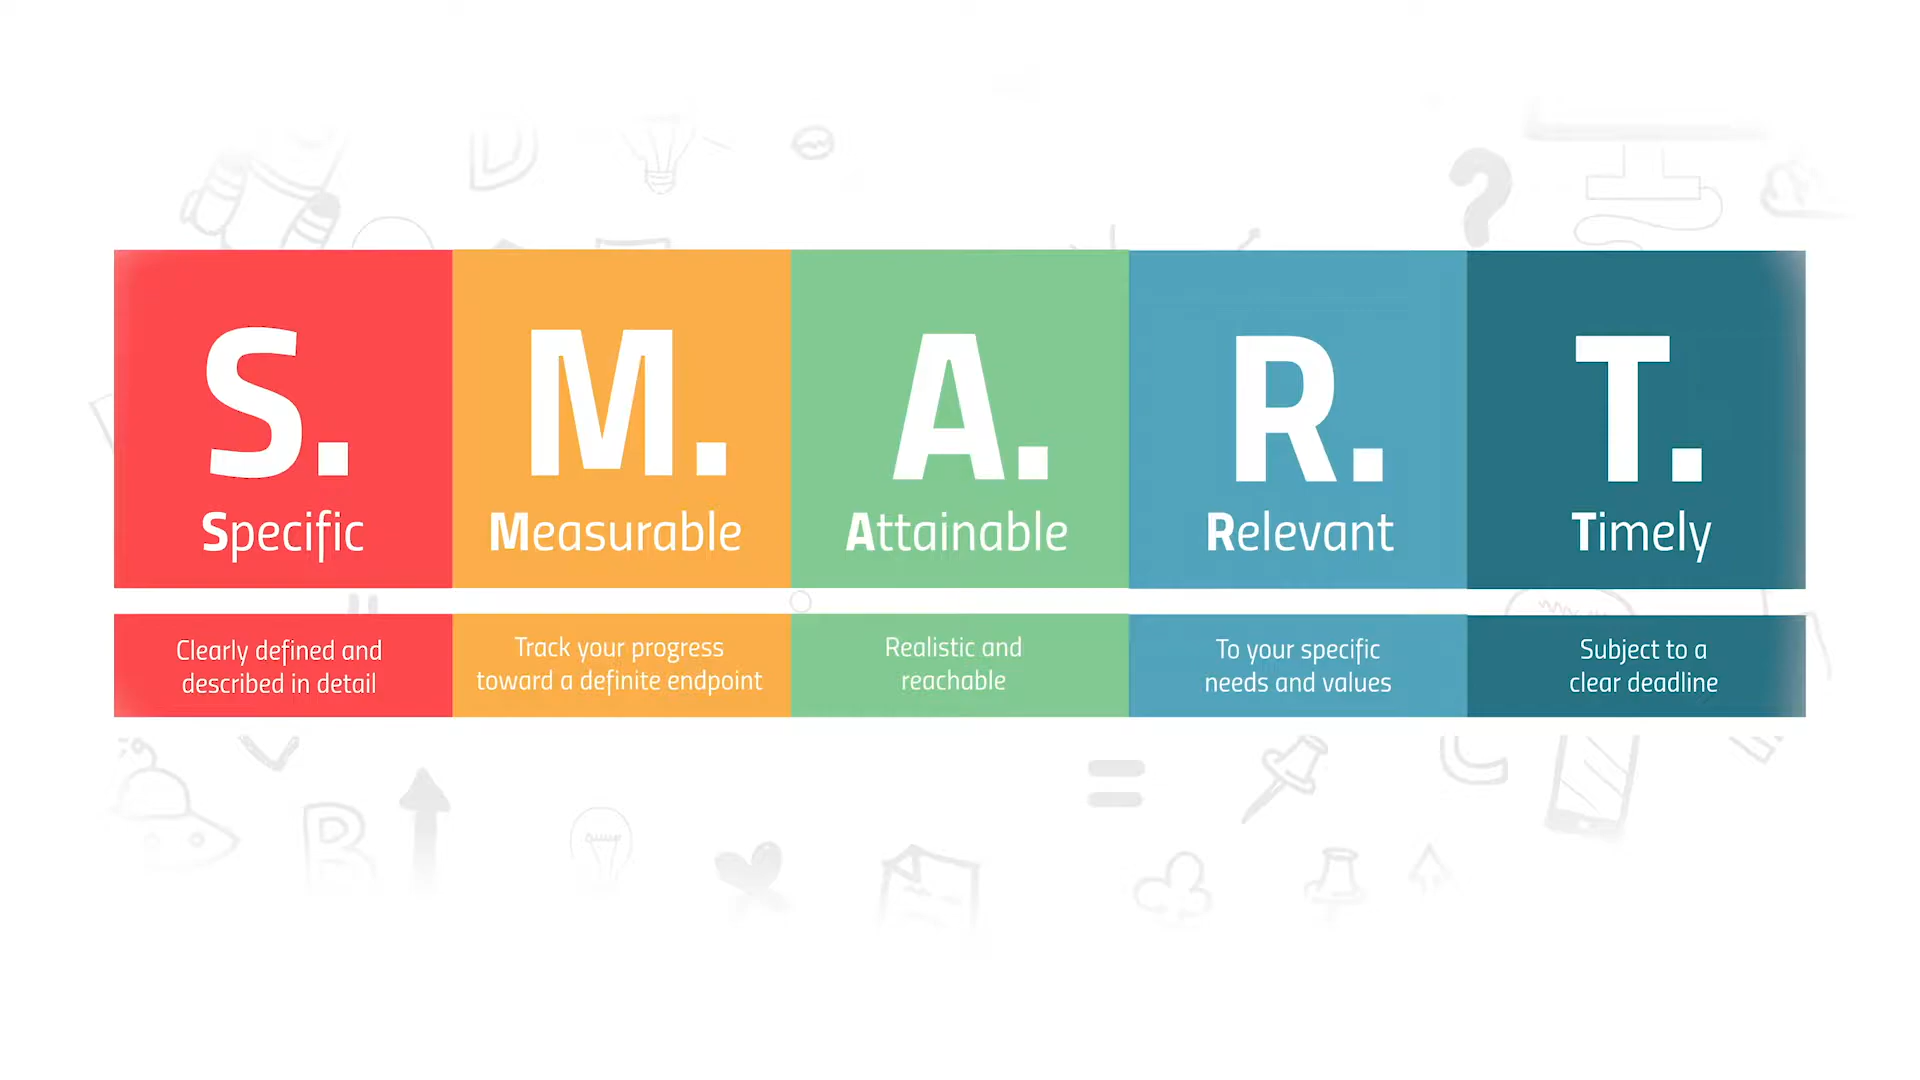 S. M. A. R. T.
Specific Measurable Attainable Relevant Timely
Clearly defined and
described in detail
Track your progress
toward a definite endpoint
Realistic and
reachable
To your specific
needs and values
Subject to a
clear deadline
D
?
B
=